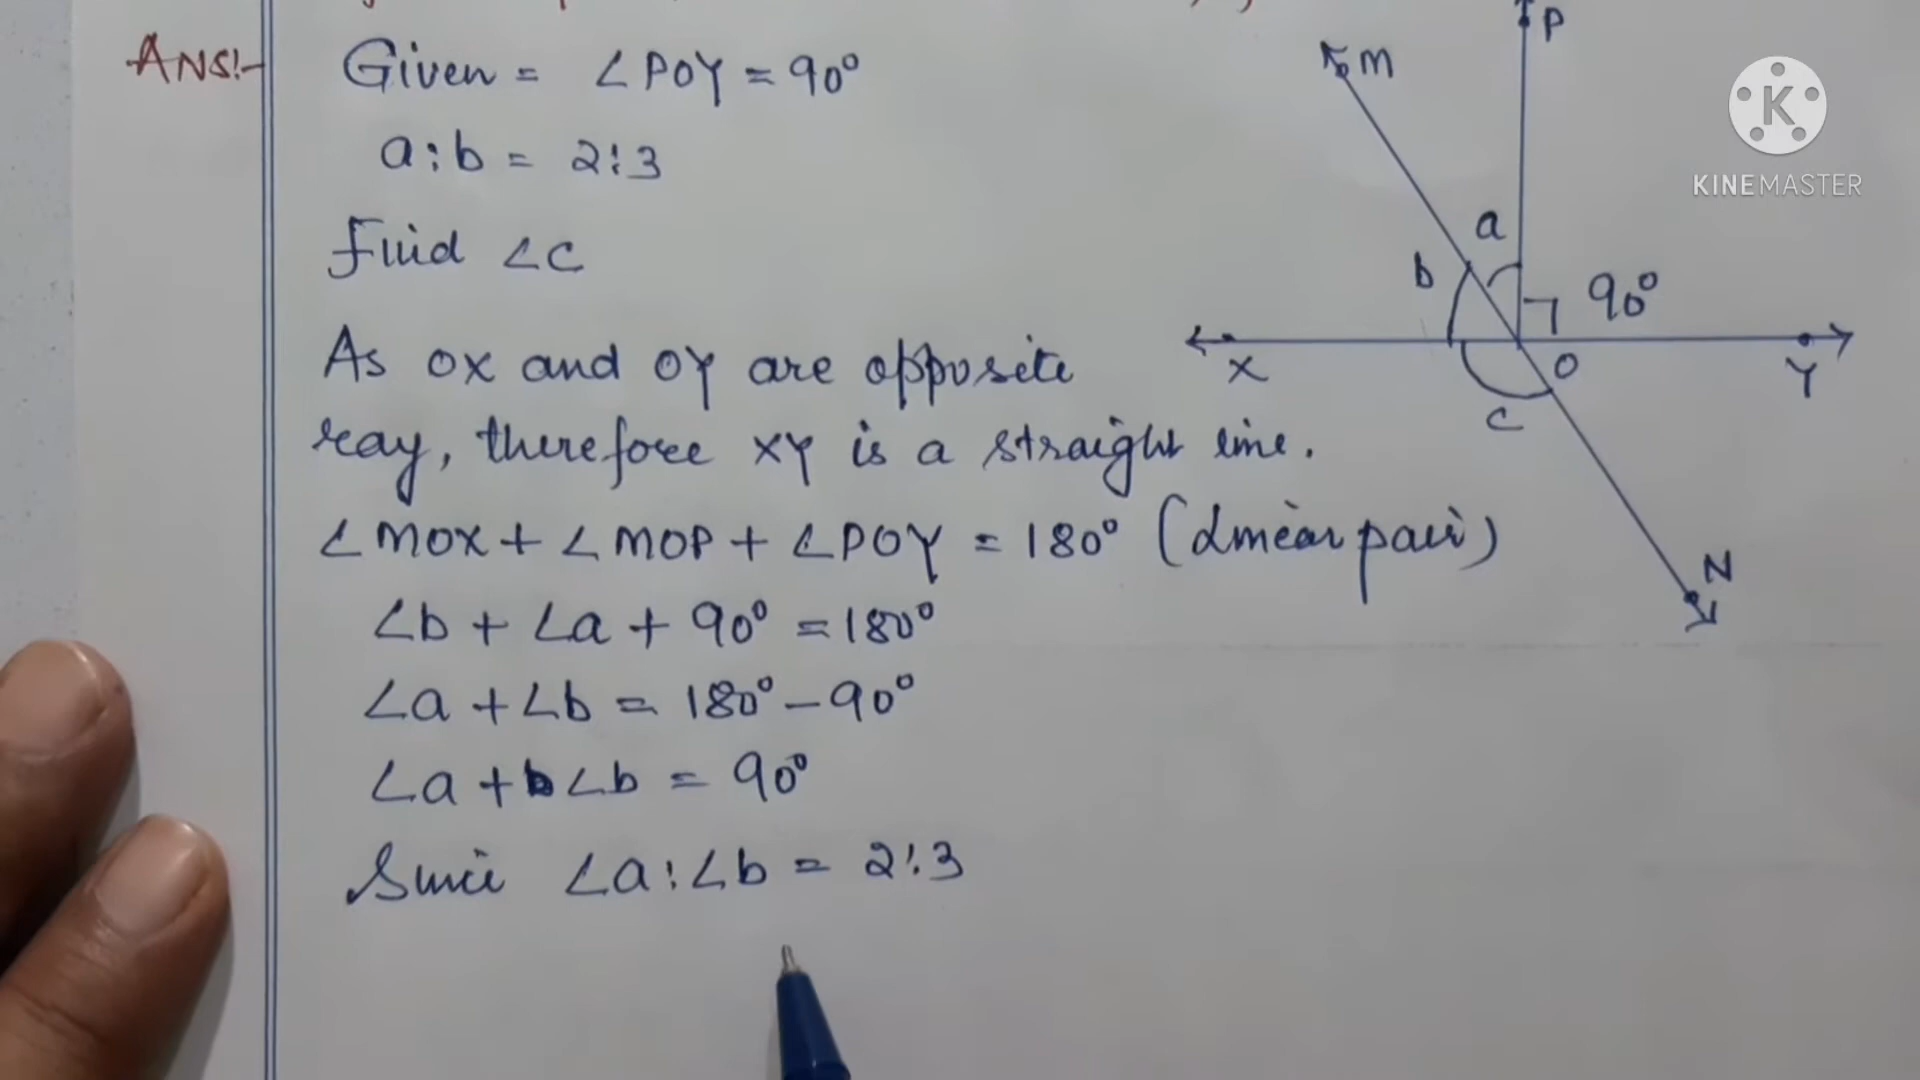 ANS:-
Given = ∠POY = 90°
a:b = 2:3
Find ∠C
As OX and OY are opposite
ray, therefore XY is a straight line.
∠MOX + ∠MOP + ∠POY = 180° (Linear pair)
∠b + ∠a + 90° = 180°
∠a + ∠b = 180° - 90°
∠a + ∠b = 90°
Since ∠a : ∠b = 2:3
P
M
a
b
90°
X
O
Y
c
N
K
KINEMASTER